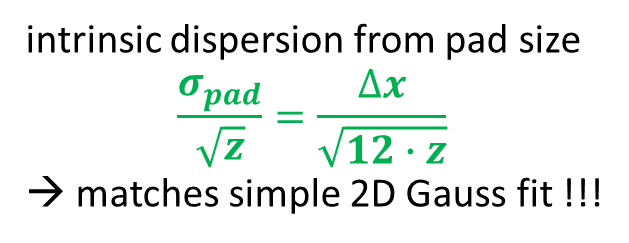 intrinsic dispersion from pad size
σ_pad/√z = Δx/√(12 · z)
→ matches simple 2D Gauss fit !!!